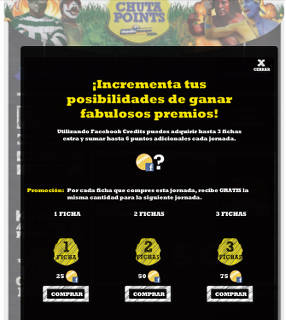 CHUTA
POINTS
X
CERRAR
¡Incrementa tus
posibilidades de ganar
fabulosos premios!
Utilizando Facebook Credits puedes adquirir hasta 3 fichas
extra y sumar hasta 6 puntos adicionales cada jornada.
?
Promoción: Por cada ficha que compres esta jornada, recibe GRATIS la
misma cantidad para la siguiente jornada.
1 FICHA 2 FICHAS 3 FICHAS
1 2 3
FICHA FICHAS FICHAS
25 50 75
COMPRAR COMPRAR COMPRAR